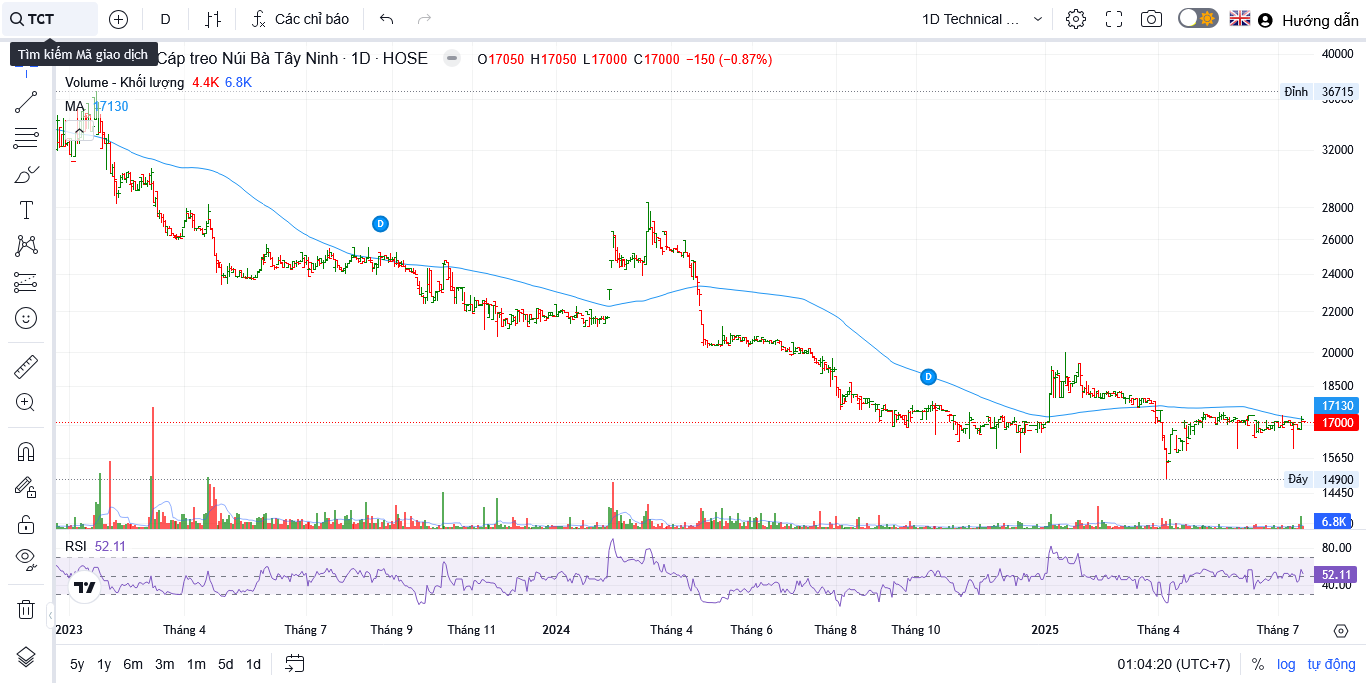 TCT
D
Các chỉ báo
1D Technical ...
Hướng dẫn
Tìm kiếm Mã giao dịch
Cáp treo Núi Bà Tây Ninh · 1D · HOSE
O17050 H17050 L17000 C17000 −150 (−0.87%)
Volume - Khối lượng 4.4K 6.8K
MA 17130
D
D
40000
Đỉnh 36715
32000
28000
26000
24000
22000
20000
18500
17130
17000
15650
Đáy 14900
14450
6.8K
RSI 52.11
80.00
52.11
40.00
2023 Tháng 4 Tháng 7 Tháng 9 Tháng 11 2024 Tháng 4 Tháng 6 Tháng 8 Tháng 10 2025 Tháng 4 Tháng 7
5y 1y 6m 3m 1m 5d 1d
01:04:20 (UTC+7) % log tự động